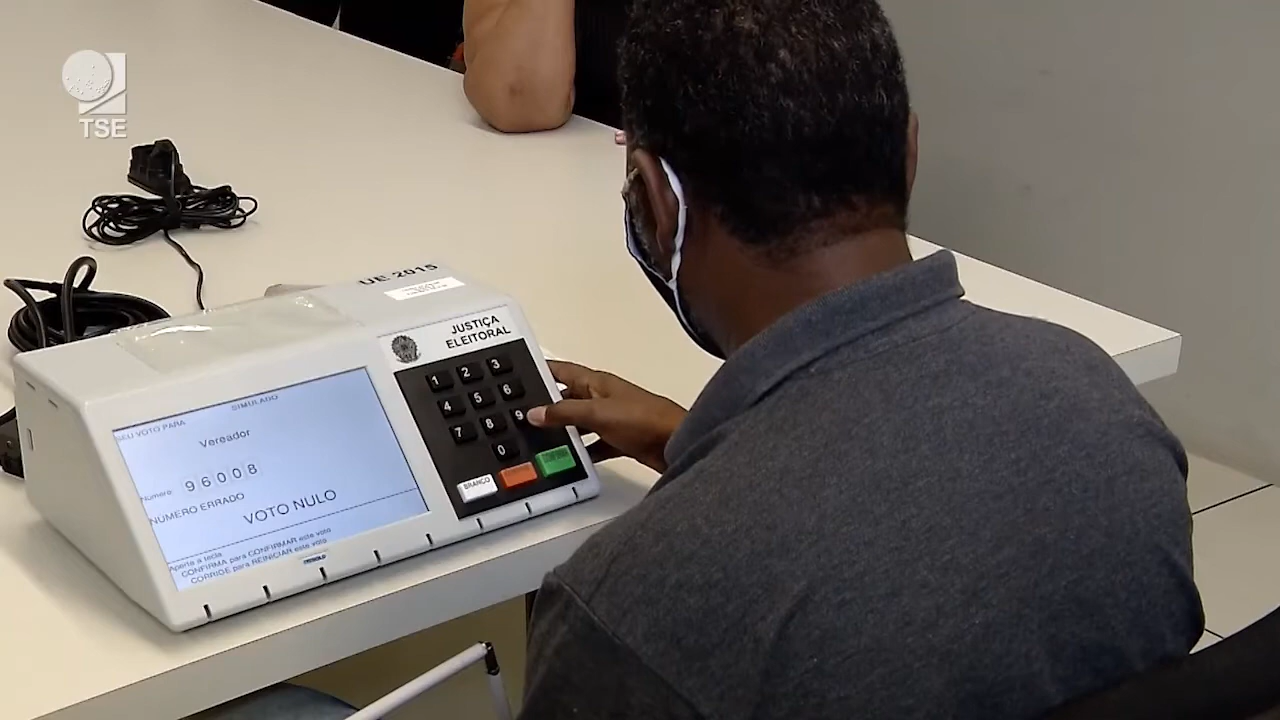 TSE
UE 2015
JUSTIÇA
ELEITORAL
1 2 3
4 5 6
7 8 9
0
BRANCO
CONFIRMA
SIMULADO
SEU VOTO PARA
Vereador
Número: 96008
NÚMERO ERRADO
VOTO NULO
Aperte a tecla:
CONFIRMA para CONFIRMAR este voto
CORRIGE para REINICIAR este voto